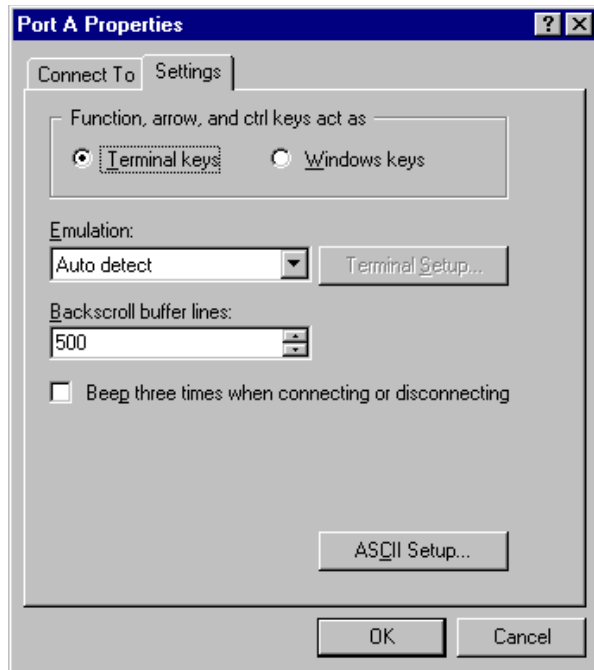 Port A Properties
Connect To Settings
Function, arrow, and ctrl keys act as
Terminal keys Windows keys
Emulation:
Auto detect Terminal Setup...
Backscroll buffer lines:
500
Beep three times when connecting or disconnecting
ASCII Setup...
OK Cancel